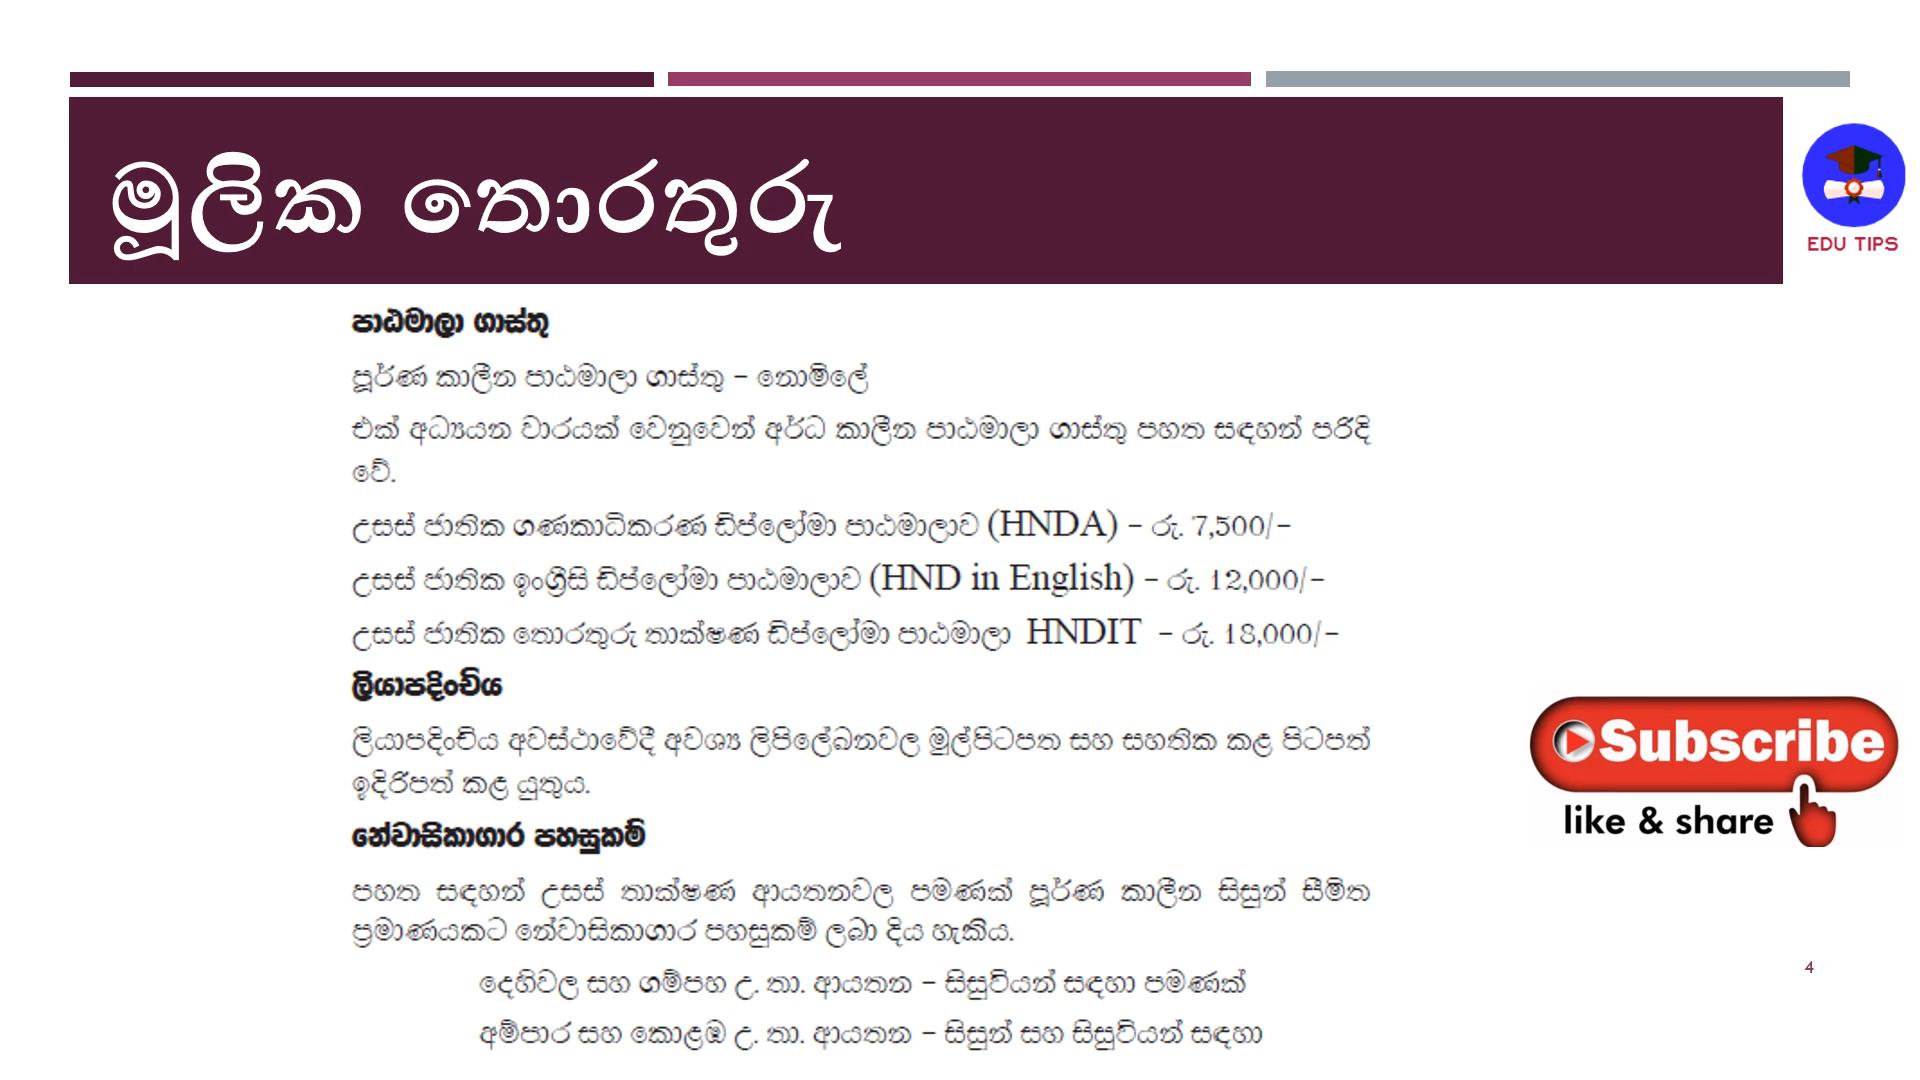 මූලික තොරතුරු
EDU TIPS
පාඨමාලා ගාස්තු
පූර්ණ කාලීන පාඨමාලා ගාස්තු – නොමිලේ
එක් අධ්‍යයන වාරයක් වෙනුවෙන් අර්ධ කාලීන පාඨමාලා ගාස්තු පහත සඳහන් පරිදි
වේ.
උසස් ජාතික ගණකාධිකරණ ඩිප්ලෝමා පාඨමාලාව (HNDA) – රු. 7,500/–
උසස් ජාතික ඉංග්‍රීසි ඩිප්ලෝමා පාඨමාලාව (HND in English) – රු. 12,000/–
උසස් ජාතික තොරතුරු තාක්ෂණ ඩිප්ලෝමා පාඨමාලා HNDIT – රු. 18,000/–
ලියාපදිංචිය
ලියාපදිංචිය අවස්ථාවේදී අවශ්‍ය ලිපිලේඛනවල මුල්පිටපත සහ සහතික කළ පිටපත්
ඉදිරිපත් කළ යුතුය.
Subscribe
like & share
නේවාසිකාගාර පහසුකම්
පහත සඳහන් උසස් තාක්ෂණ ආයතනවල පමණක් පූර්ණ කාලීන සිසුන් සීමිත
ප්‍රමාණයකට නේවාසිකාගාර පහසුකම් ලබා දිය හැකිය.
දෙහිවල සහ ගම්පහ උ. තා. ආයතන – සිසුවියන් සඳහා පමණක්
අම්පාර සහ කොළඹ උ. තා. ආයතන – සිසුන් සහ සිසුවියන් සඳහා
4